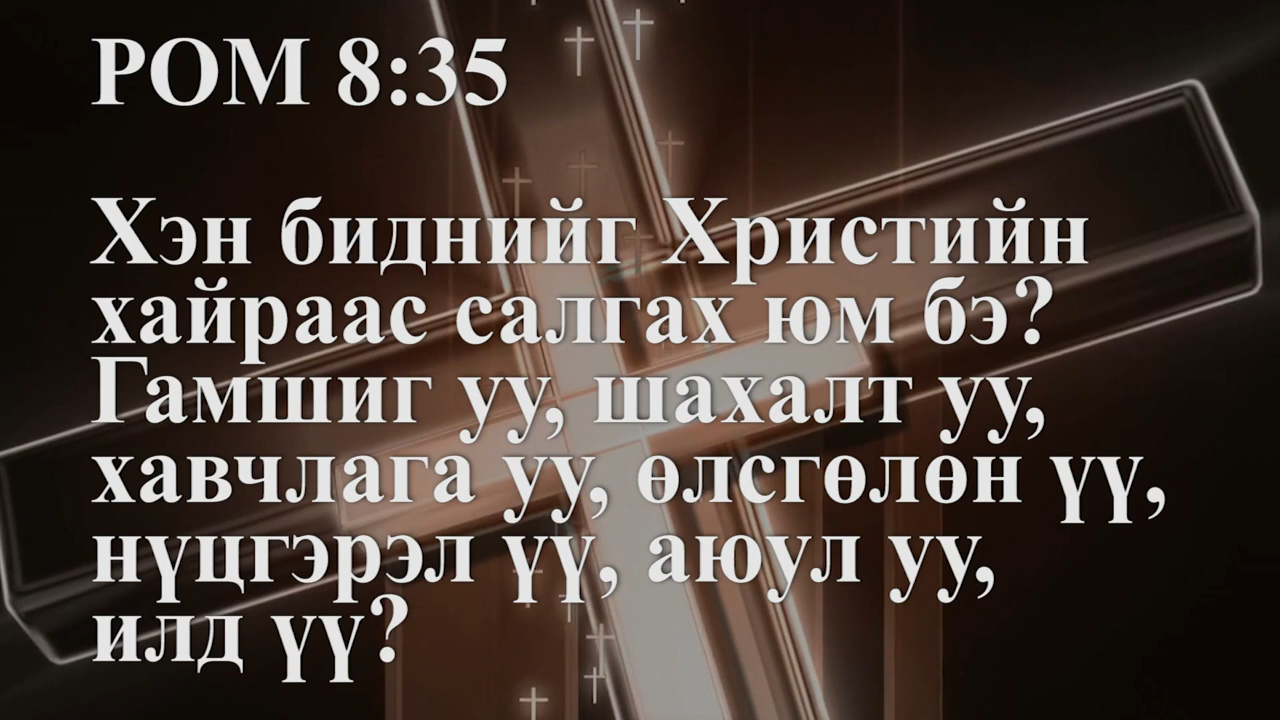 РОМ 8:35
Хэн биднийг Христийн
хайраас салгах юм бэ?
Гамшиг уу, шахалт уу,
хавчлага уу, өлсгөлөн үү,
нүцгэрэл үү, аюул уу,
илд үү?